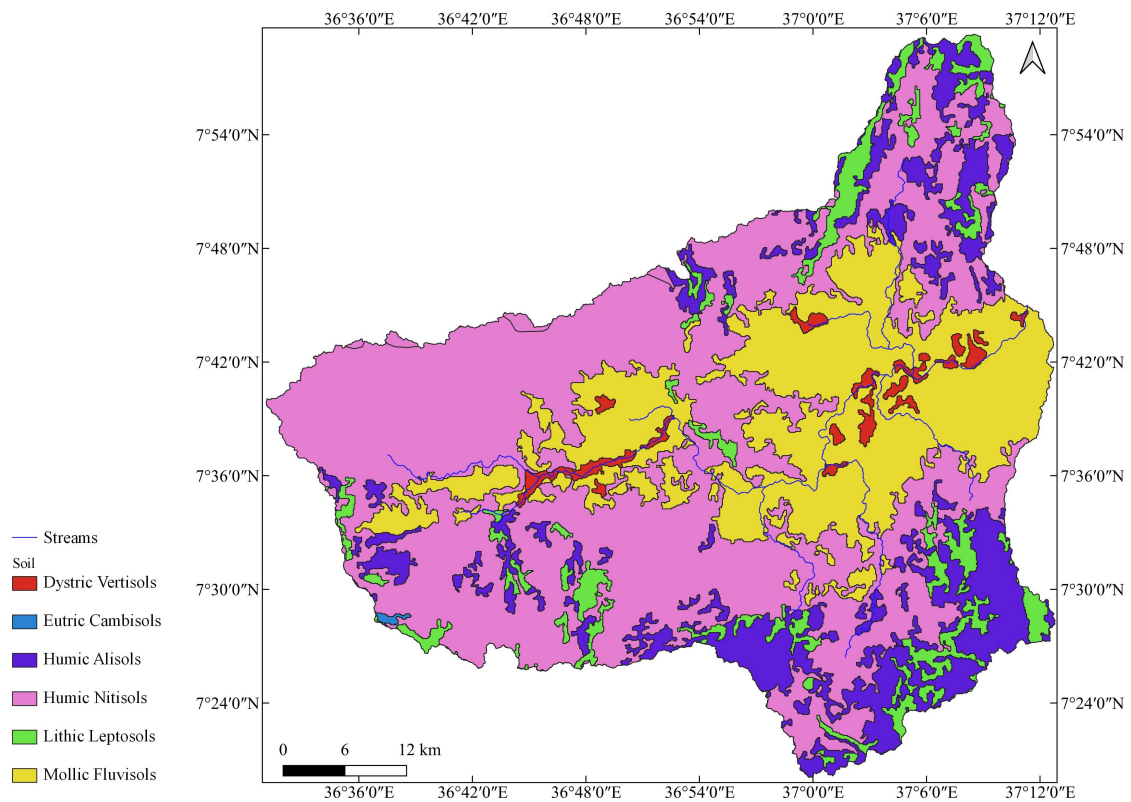 36°36′0″E 36°42′0″E 36°48′0″E 36°54′0″E 37°0′0″E 37°6′0″E 37°12′0″E
7°54′0″N 7°54′0″N
7°48′0″N 7°48′0″N
7°42′0″N 7°42′0″N
7°36′0″N 7°36′0″N
Streams
Soil
Dystric Vertisols
7°30′0″N 7°30′0″N
Eutric Cambisols
Humic Alisols
Humic Nitisols
7°24′0″N 7°24′0″N
Lithic Leptosols
0 6 12 km
Mollic Fluvisols
36°36′0″E 36°42′0″E 36°48′0″E 36°54′0″E 37°0′0″E 37°6′0″E 37°12′0″E